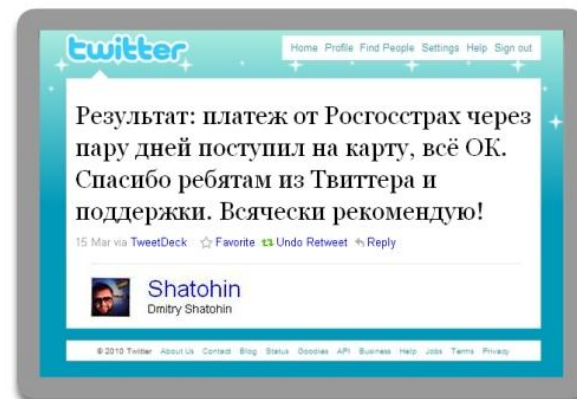 twitter
Home Profile Find People Settings Help Sign out
Результат: платеж от Росгосстрах через
пару дней поступил на карту, всё ОК.
Спасибо ребятам из Твиттера и
поддержки. Всячески рекомендую!
15 Mar via TweetDeck Favorite Undo Retweet Reply
Shatohin
Dmitry Shatohin
© 2010 Twitter About Us Contact Blog Status Goodies API Business Help Jobs Terms Privacy